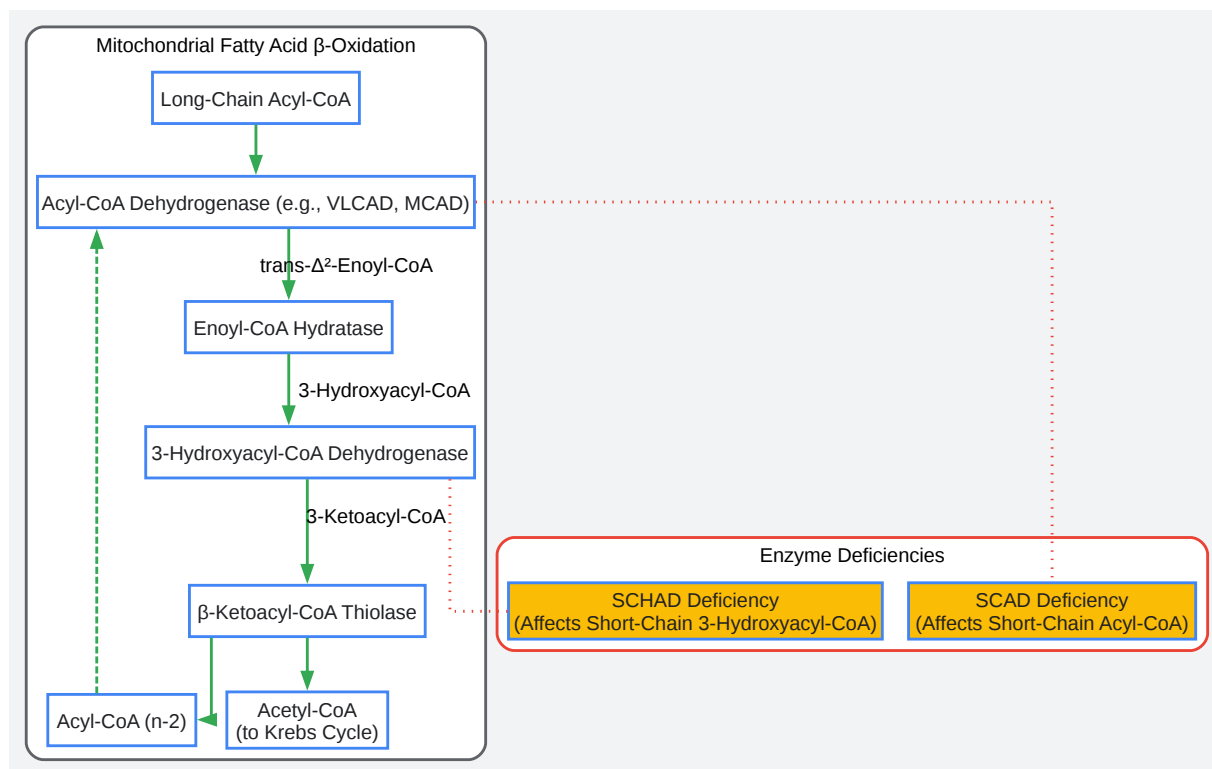 Mitochondrial Fatty Acid β-Oxidation
Long-Chain Acyl-CoA
Acyl-CoA Dehydrogenase (e.g., VLCAD, MCAD)
trans-Δ²-Enoyl-CoA
Enoyl-CoA Hydratase
3-Hydroxyacyl-CoA
3-Hydroxyacyl-CoA Dehydrogenase
3-Ketoacyl-CoA
β-Ketoacyl-CoA Thiolase
Acyl-CoA (n-2)
Acetyl-CoA
(to Krebs Cycle)
Enzyme Deficiencies
SCHAD Deficiency
(Affects Short-Chain 3-Hydroxyacyl-CoA)
SCAD Deficiency
(Affects Short-Chain Acyl-CoA)